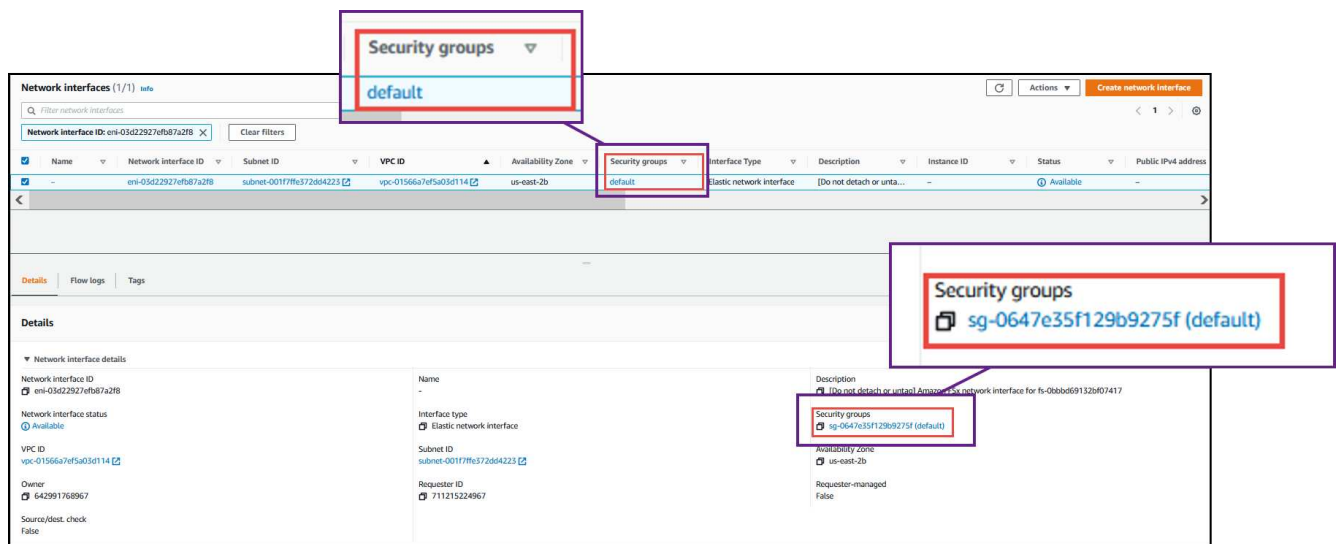 Security groups
default
Network interfaces (1/1) Info
Actions
Create network interface
Filter network interfaces
1
Network interface ID: eni-03d22927efb87a2f8
Clear filters
Name Network interface ID Subnet ID VPC ID Availability Zone Security groups Interface Type Description Instance ID Status Public IPv4 address
– eni-03d22927efb87a2f8 subnet-001f7ffe372dd4223 vpc-01566a7ef5a03d114 us-east-2b default Elastic network interface [Do not detach or unta... – Available –
Details Flow logs Tags
Security groups
sg-0647e35f129b9275f (default)
Details
Network interface details
Network interface ID
eni-03d22927efb87a2f8
Name
-
Description
[Do not detach or untag] Amazon FSx network interface for fs-0bbbd69132bf07417
Network interface status
Available
Interface type
Elastic network interface
Security groups
sg-0647e35f129b9275f (default)
VPC ID
vpc-01566a7ef5a03d114
Subnet ID
subnet-001f7ffe372dd4223
Availability Zone
us-east-2b
Owner
642991768967
Requester ID
711215224967
Requester-managed
False
Source/dest. check
False